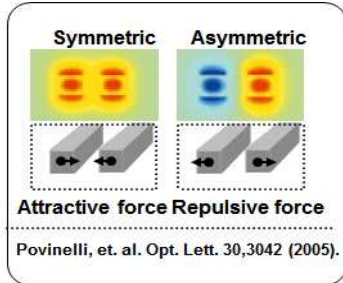 Symmetric Asymmetric
Attractive force Repulsive force
Povinelli, et. al. Opt. Lett. 30,3042 (2005).